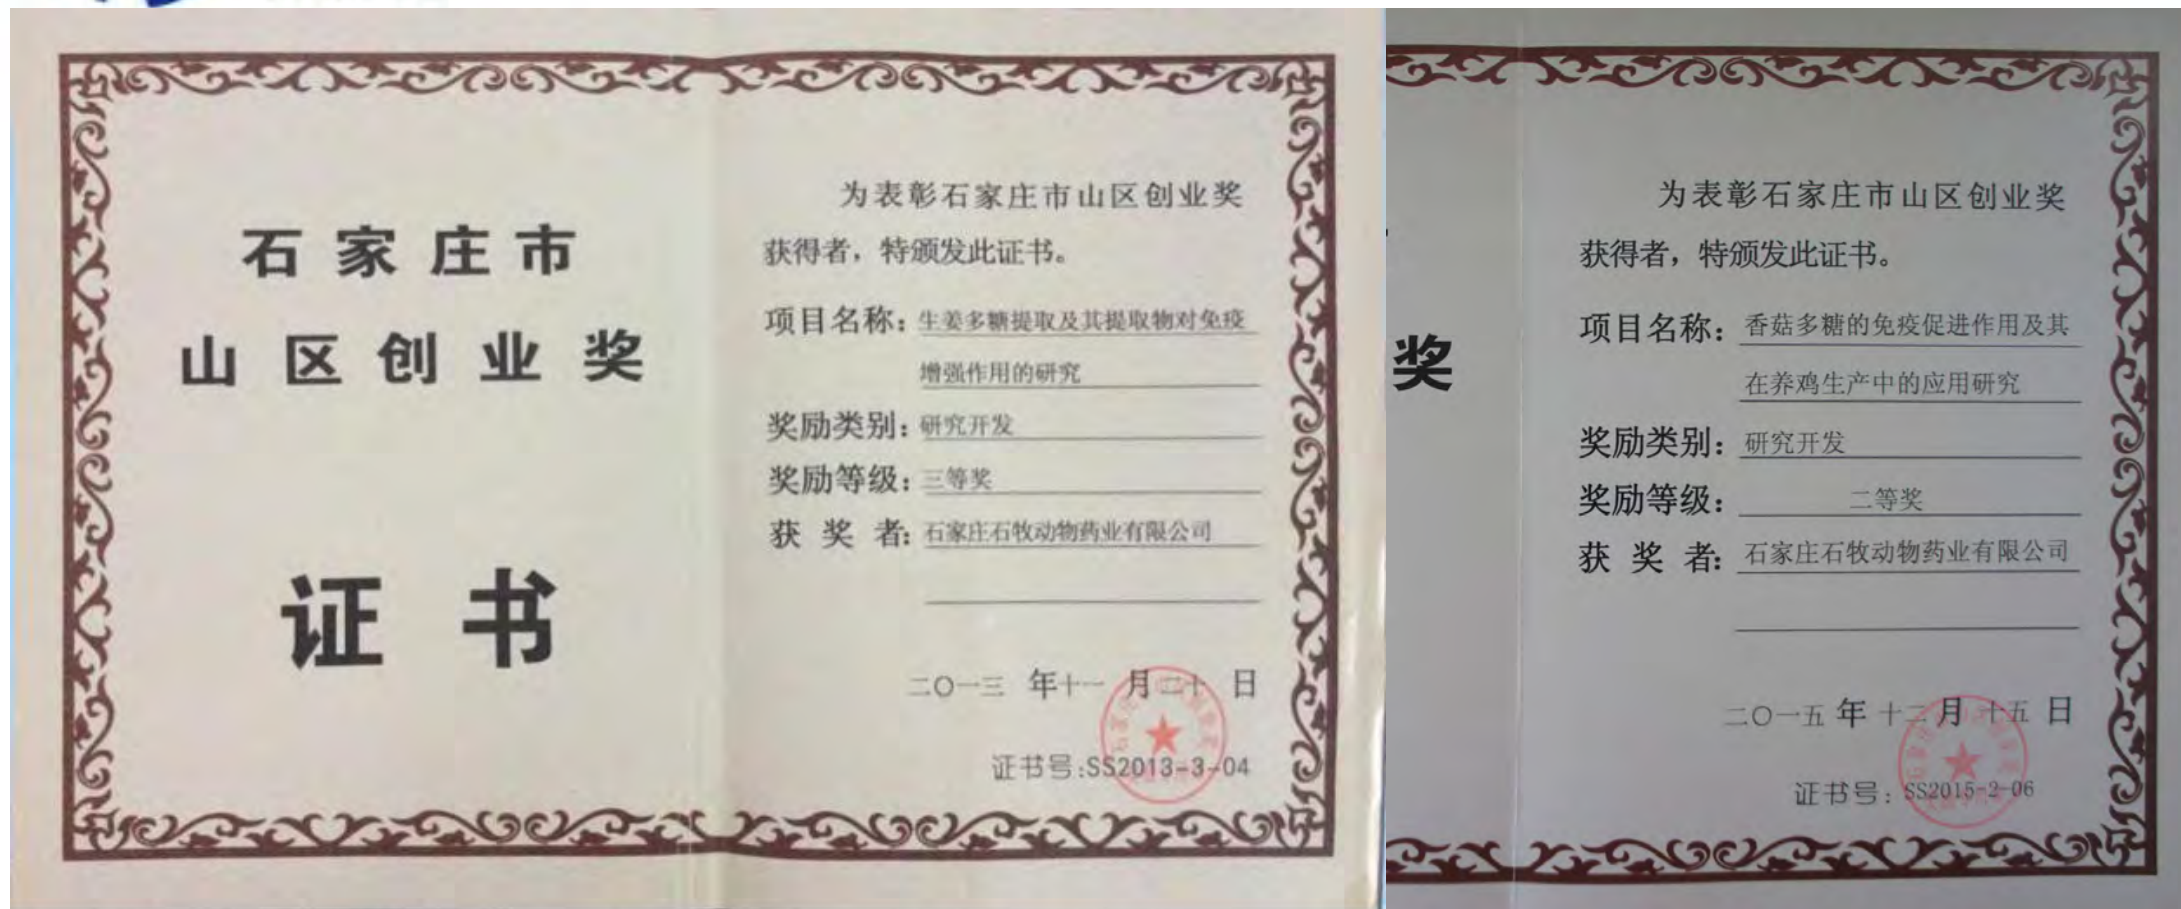 石家庄市
山区创业奖
证书
为表彰石家庄市山区创业奖
获得者，特颁发此证书。
项目名称：生姜多糖提取及其提取物对免疫
增强作用的研究
奖励类别：研究开发
奖励等级：三等奖
获奖者：石家庄石牧动物药业有限公司
二〇一三年十一月二十日
证书号：SS2013-3-04
奖
为表彰石家庄市山区创业奖
获得者，特颁发此证书。
项目名称：香菇多糖的免疫促进作用及其
在养鸡生产中的应用研究
奖励类别：研究开发
奖励等级：二等奖
获奖者：石家庄石牧动物药业有限公司
二〇一五年十二月十五日
证书号：SS2015-2-06